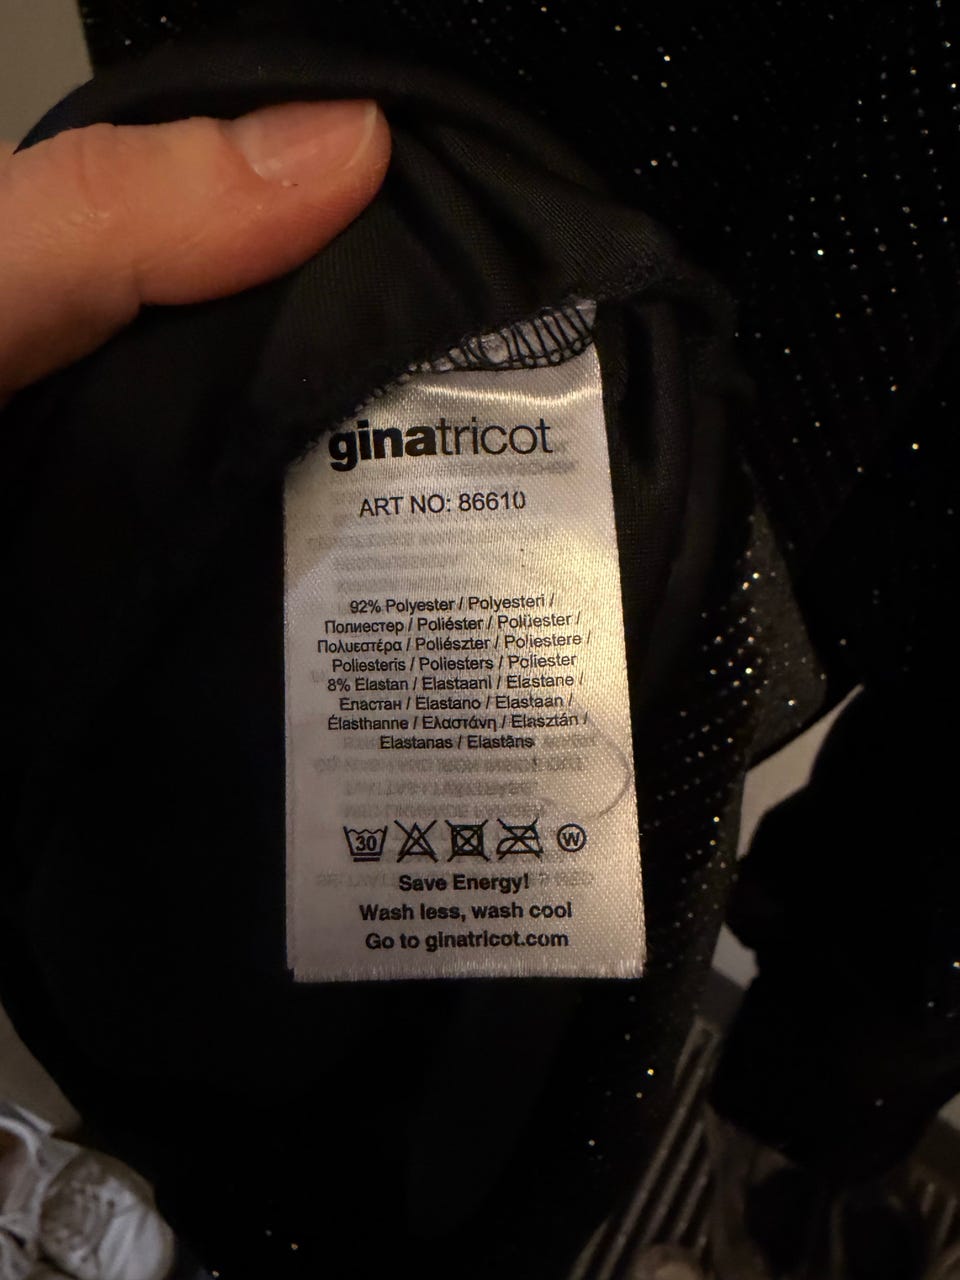 ginatricot
ART NO: 86610
92% Polyester / Polyesteri /
Полиестер / Poliéster / Polüester /
Πολυεστέρα / Poliészter / Poliestere /
Poliesteris / Poliesters / Poliester
8% Elastan / Elastaani / Elastane /
Еластан / Elastano / Elastaan /
Élasthanne / Ελαστάνη / Elasztán /
Elastanas / Elastāns
30 W
Save Energy!
Wash less, wash cool
Go to ginatricot.com